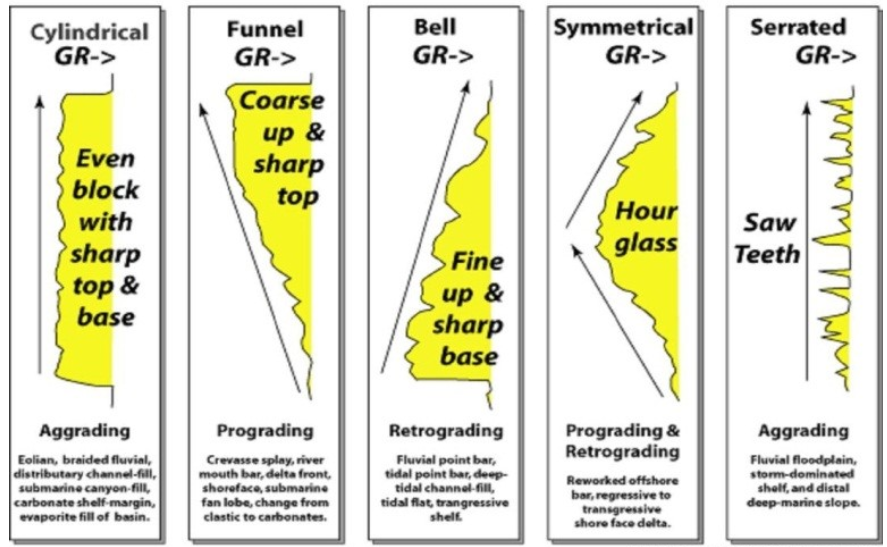 Cylindrical
GR->
Even
block
with
sharp
top &
base
Aggrading
Eolian, braided fluvial,
distributary channel-fill,
submarine canyon-fill,
carbonate shelf-margin,
evaporite fill of basin.
Funnel
GR->
Coarse
up &
sharp
top
Prograding
Crevasse splay, river
mouth bar, delta front,
shoreface, submarine
fan lobe, change from
clastic to carbonates.
Bell
GR->
Fine
up &
sharp
base
Retrograding
Fluvial point bar,
tidal point bar, deep-
tidal channel-fill,
tidal flat, trangressive
shelf.
Symmetrical
GR->
Hour
glass
Prograding &
Retrograding
Reworked offshore
bar, regressive to
transgressive
shore face delta.
Serrated
GR->
Saw
Teeth
Aggrading
Fluvial floodplain,
storm-dominated
shelf, and distal
deep-marine slope.